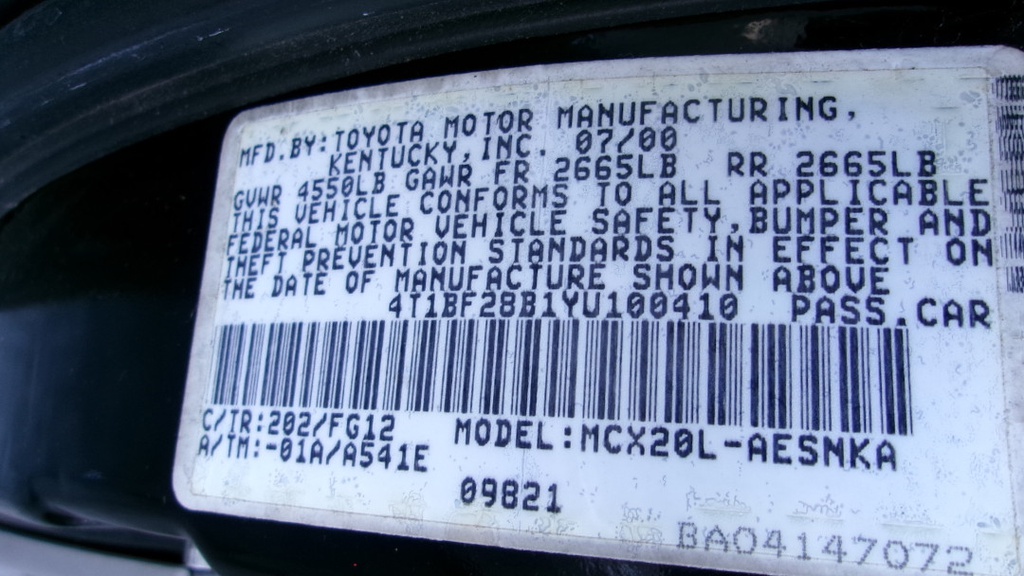 MFD.BY:TOYOTA MOTOR MANUFACTURING,
KENTUCKY,INC. 07/00
GVWR 4550LB GAWR FR 2665LB RR 2665LB
THIS VEHICLE CONFORMS TO ALL APPLICABLE
FEDERAL MOTOR VEHICLE SAFETY,BUMPER AND
THEFT PREVENTION STANDARDS IN EFFECT ON
THE DATE OF MANUFACTURE SHOWN ABOVE
4T1BF28B1YU100410 PASS.CAR
C/TR:202/FG12
A/TM:-01A/A541E
MODEL:MCX20L-AESNKA
09821
BA04147072